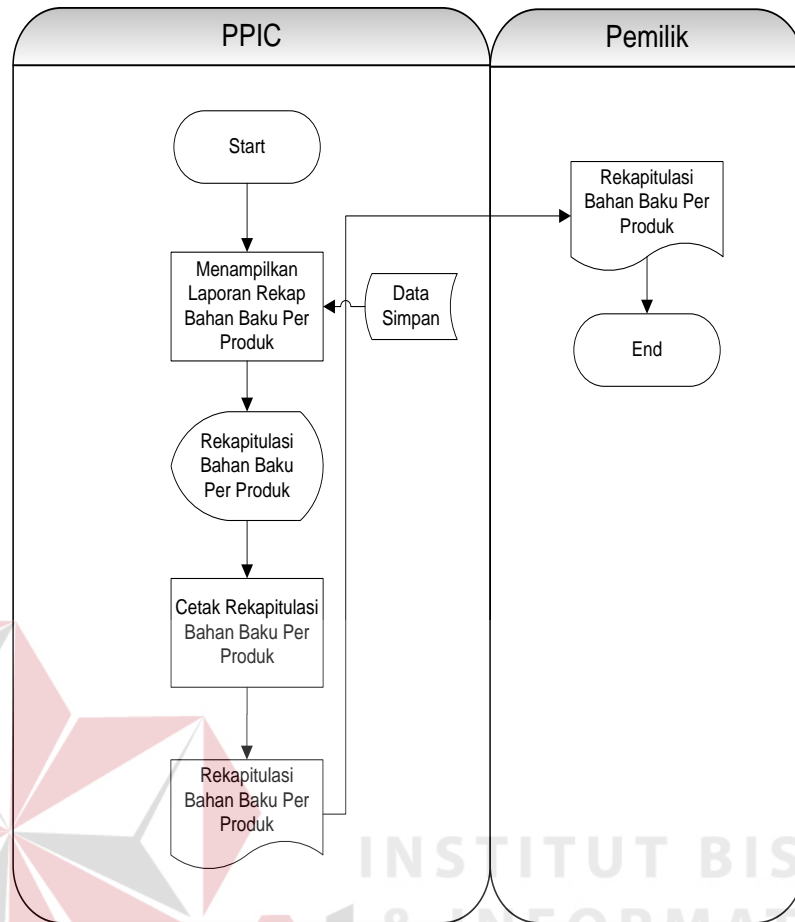 PPIC
Pemilik
Start
Menampilkan
Laporan Rekap
Bahan Baku Per
Produk
Data
Simpan
Rekapitulasi
Bahan Baku
Per Produk
Cetak Rekapitulasi
Bahan Baku Per
Produk
Rekapitulasi
Bahan Baku Per
Produk
Rekapitulasi
Bahan Baku Per
Produk
End
INSTITUT BIS
& INFORMAT